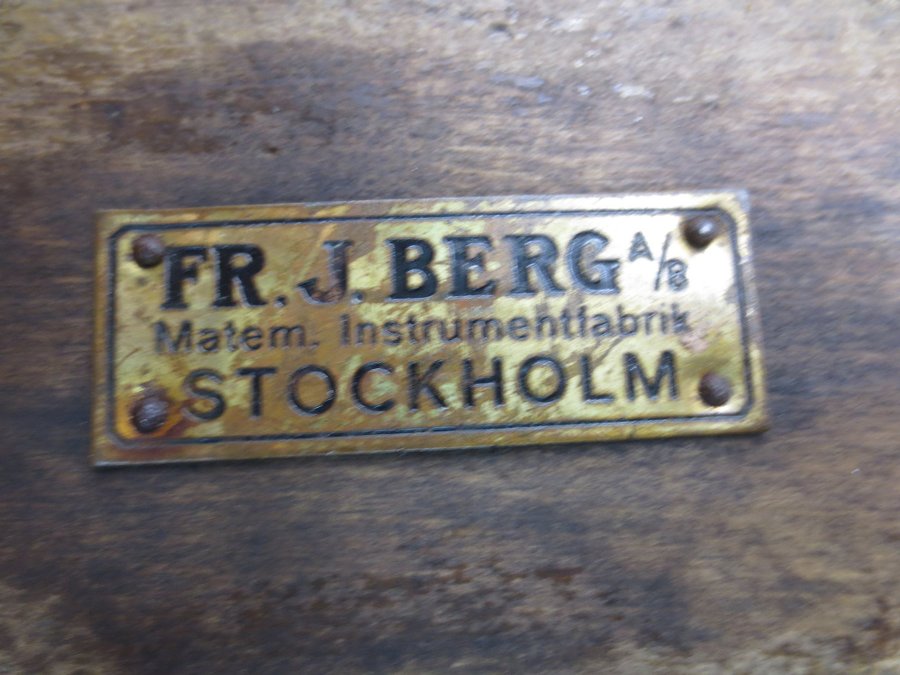 FR. J. BERG A/B
Matem. Instrumentfabrik
STOCKHOLM